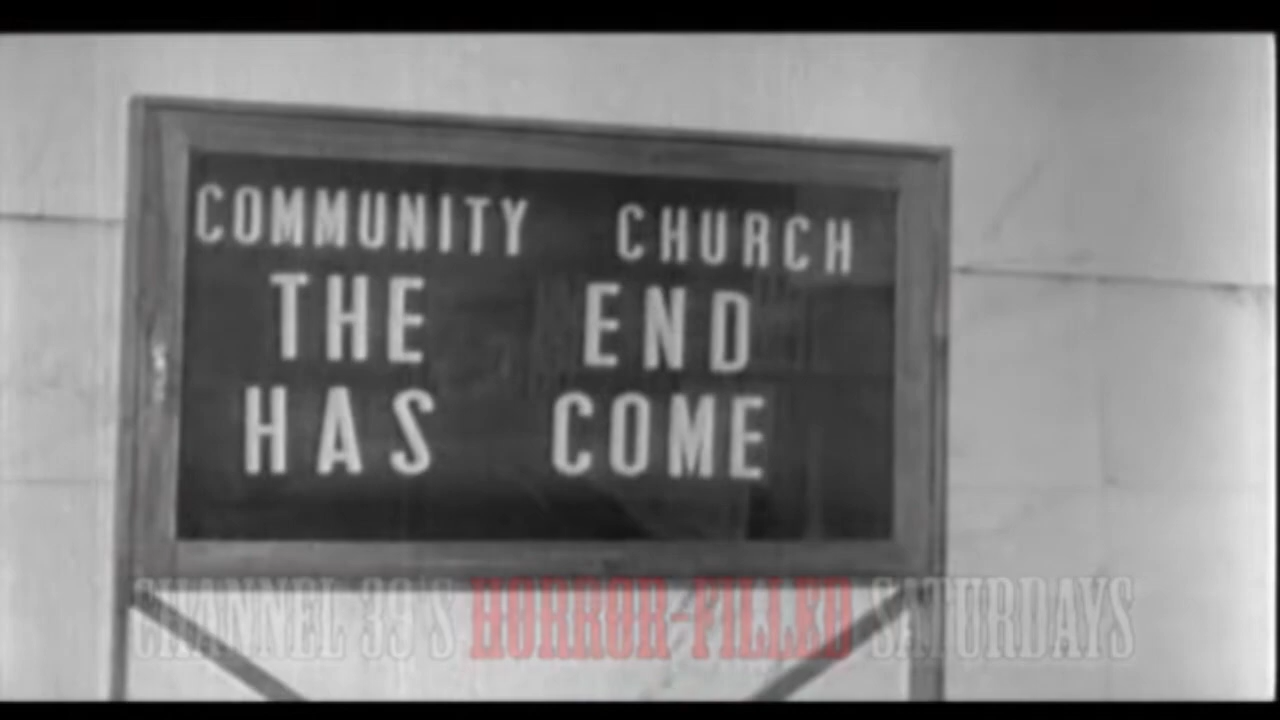 COMMUNITY CHURCH
THE END
HAS COME
CHANNEL 39'S HORROR-FILLED SATURDAYS